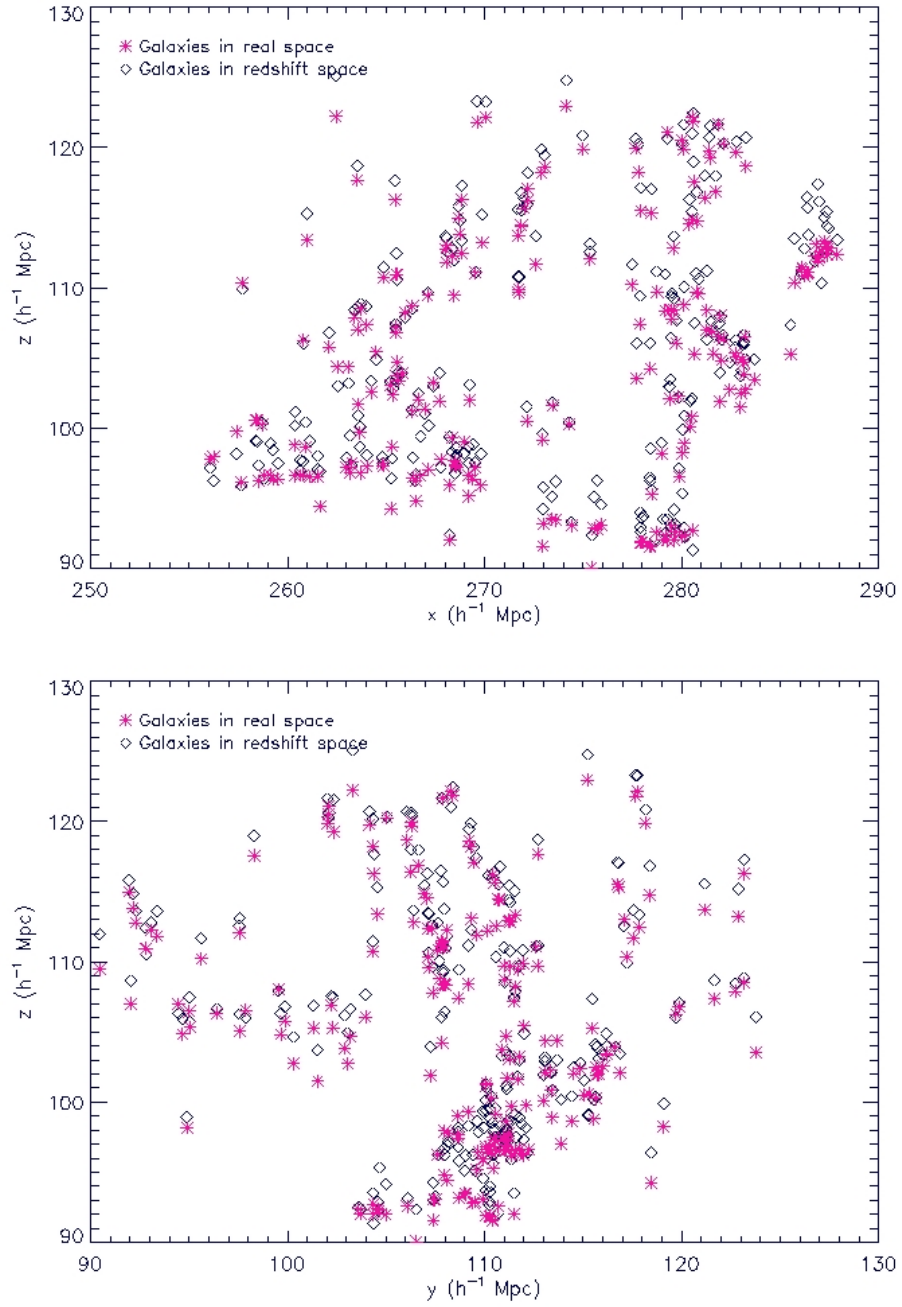 130
✳ Galaxies in real space
◇ Galaxies in redshift space
120
z (h⁻¹ Mpc)
110
100
90
250 260 270 280 290
x (h⁻¹ Mpc)
130
✳ Galaxies in real space
◇ Galaxies in redshift space
120
z (h⁻¹ Mpc)
110
100
90
90 100 110 120 130
y (h⁻¹ Mpc)